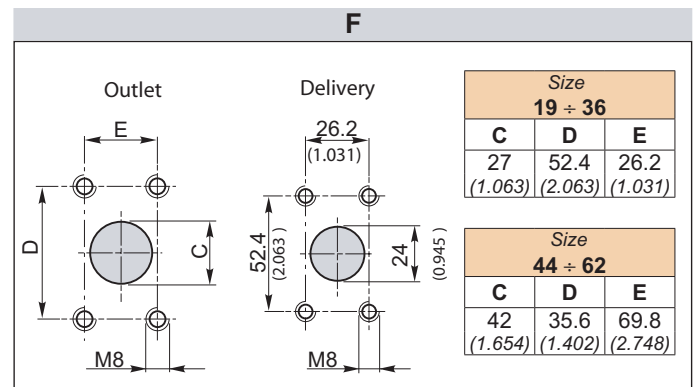 F
Outlet
E
D
C
M8
Delivery
26.2
(1.031)
52.4
(2.063 )
24
(0.945 )
M8
Size
19 ÷ 36
C D E
27 52.4 26.2
(1.063) (2.063) (1.031)
Size
44 ÷ 62
C D E
42 35.6 69.8
(1.654) (1.402) (2.748)